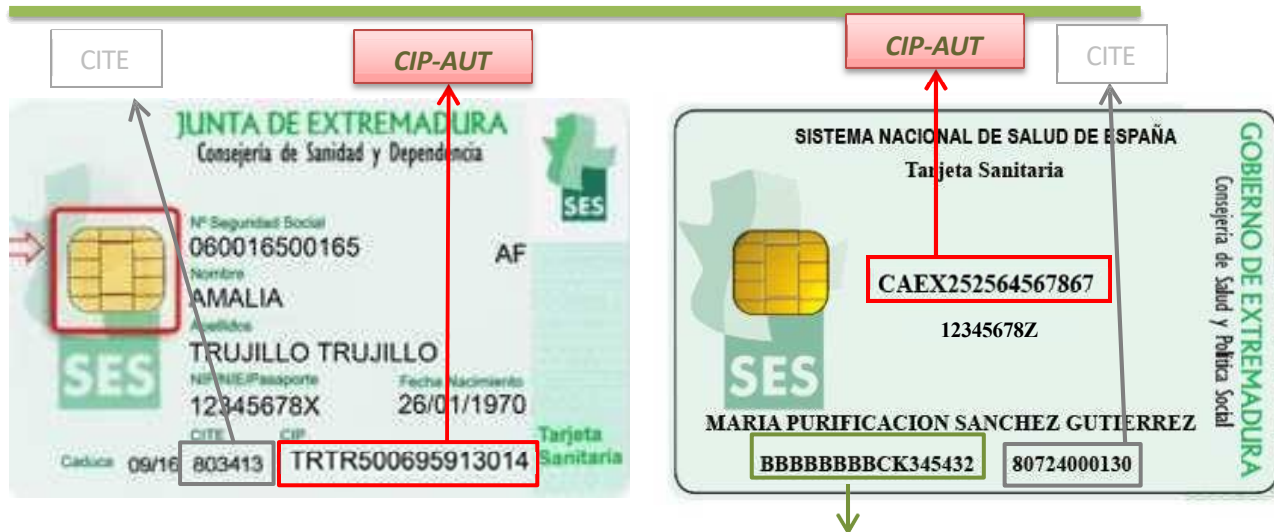 CITE
CIP-AUT
CIP-AUT
CITE
JUNTA DE EXTREMADURA
Consejería de Sanidad y Dependencia
SES
Nº Seguridad Social
060016500165 AF
Nombre
AMALIA
Apellidos
TRUJILLO TRUJILLO
SES
NIF/NIE/Pasaporte Fecha Nacimiento
12345678X 26/01/1970
CITE CIP
Caduca 09/16 803413 TRTR500695913014
Tarjeta
Sanitaria
SISTEMA NACIONAL DE SALUD DE ESPAÑA
Tarjeta Sanitaria
CAEX252564567867
12345678Z
SES
MARIA PURIFICACION SANCHEZ GUTIERREZ
BBBBBBBBCK345432 80724000130
GOBIERNO DE EXTREMADURA
Consejería de Salud y Política Social